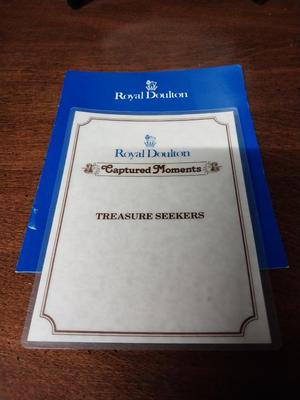 Royal Doulton
Royal Doulton
Captured Moments
TREASURE SEEKERS